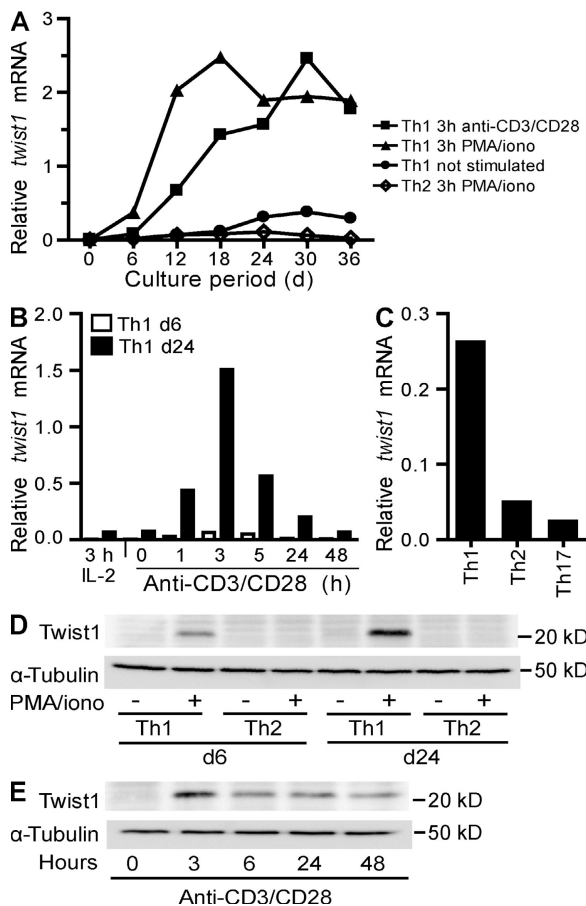 A
Relative twist1 mRNA
3
2
1
0
0 6 12 18 24 30 36
Culture period (d)
Th1 3h anti-CD3/CD28
Th1 3h PMA/iono
Th1 not stimulated
Th2 3h PMA/iono
B
Relative twist1 mRNA
2.0
1.5
1.0
0.5
0.0
Th1 d6
Th1 d24
3 h 0 1 3 5 24 48
IL-2 Anti-CD3/CD28 (h)
C
Relative twist1 mRNA
0.3
0.2
0.1
0.0
Th1 Th2 Th17
D
Twist1
20 kD
α-Tubulin
50 kD
PMA/iono - + - + - + - +
Th1 Th2 Th1 Th2
d6 d24
E
Twist1
20 kD
α-Tubulin
50 kD
Hours 0 3 6 24 48
Anti-CD3/CD28